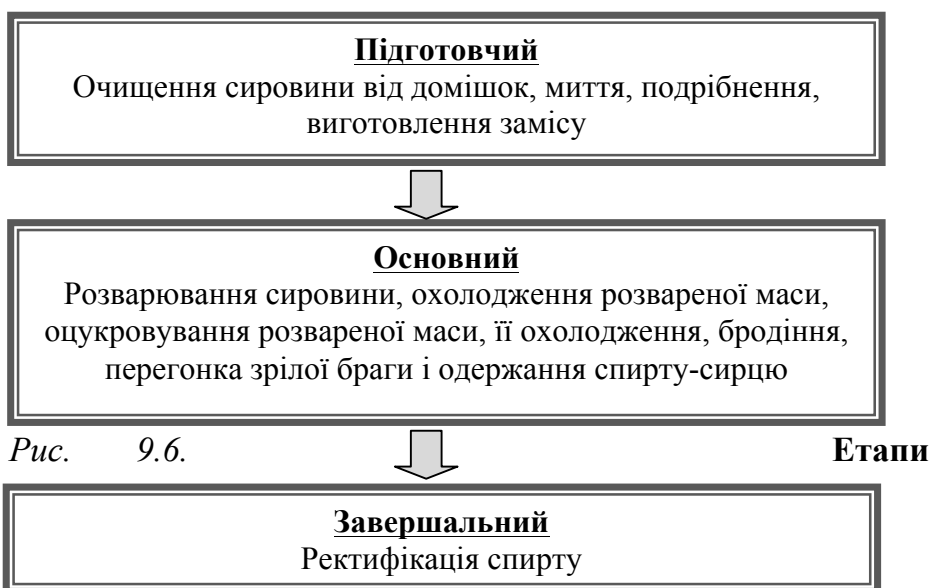 Підготовчий
Очищення сировини від домішок, миття, подрібнення,
виготовлення замісу
Основний
Розварювання сировини, охолодження розвареної маси,
оцукровування розвареної маси, її охолодження, бродіння,
перегонка зрілої браги і одержання спирту-сирцю
Рис. 9.6. Етапи
Завершальний
Ректифікація спирту